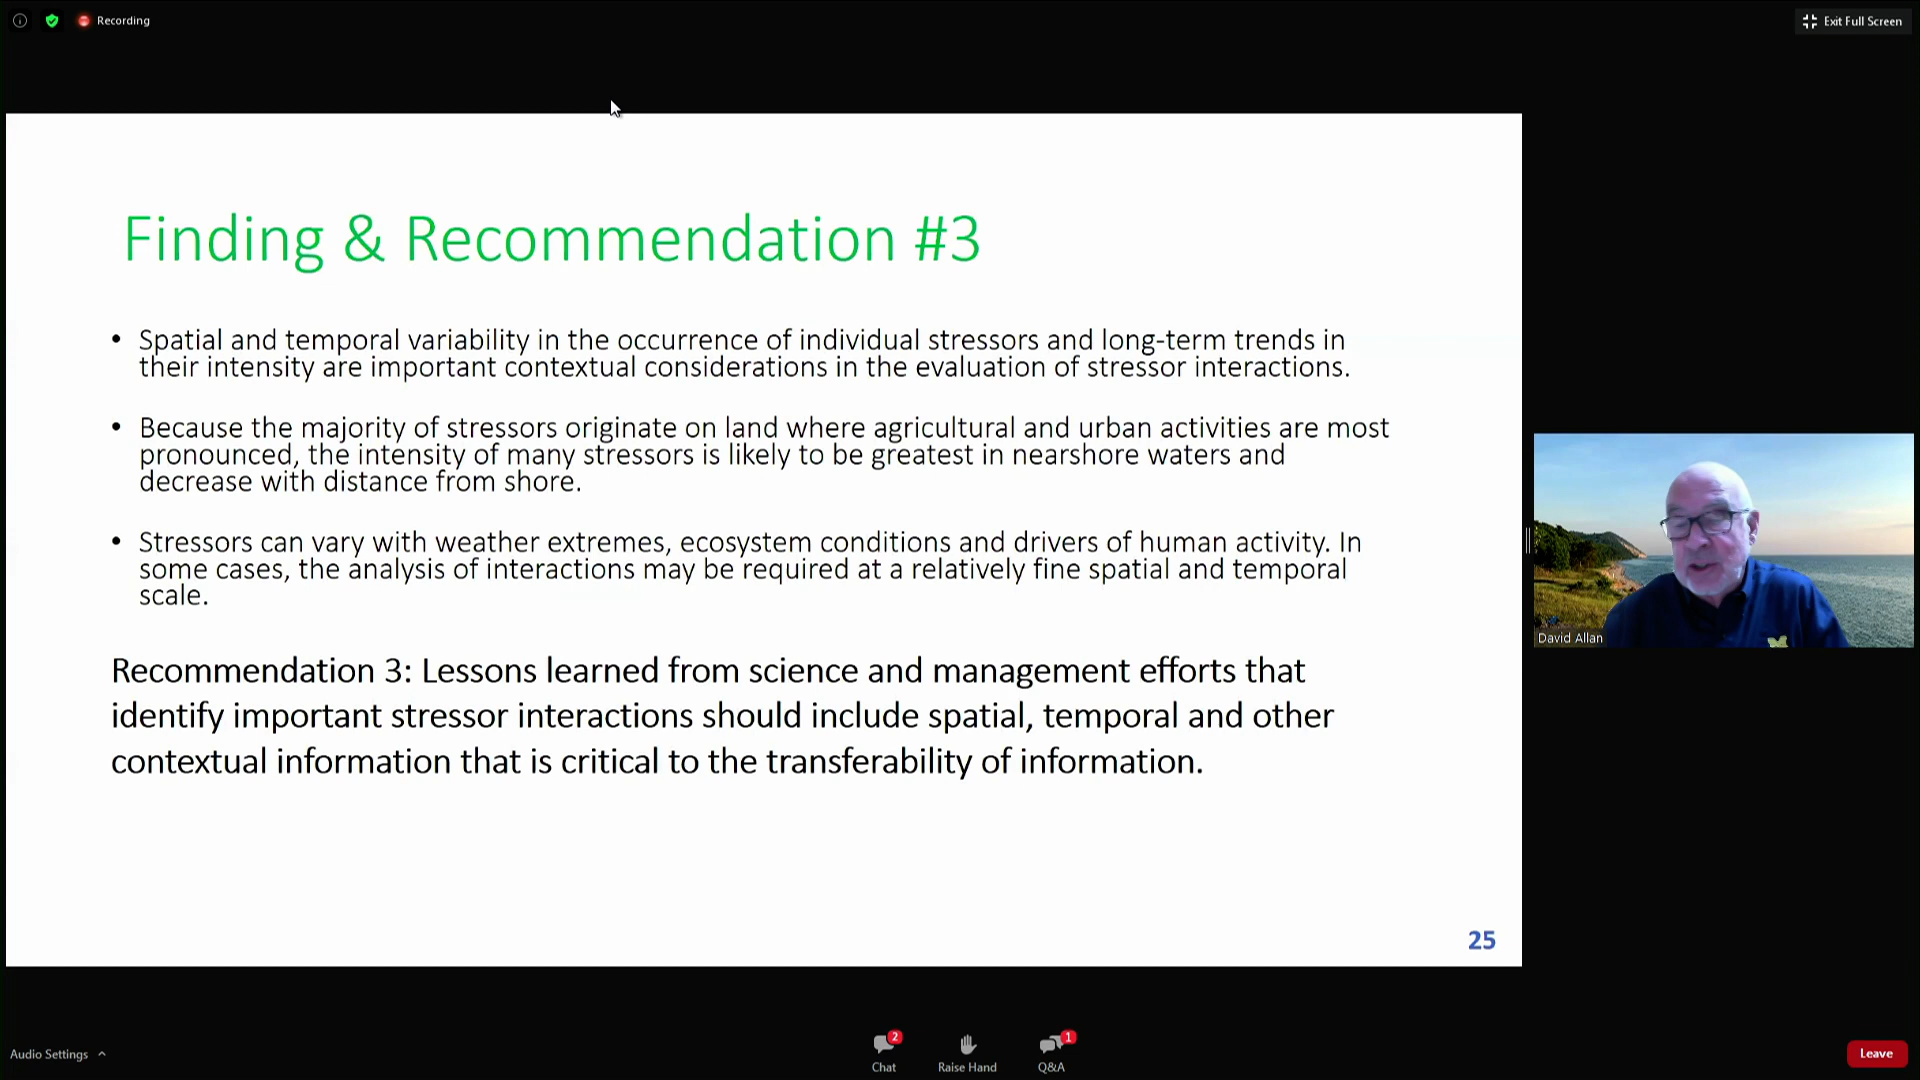 Recording
Exit Full Screen
Finding & Recommendation #3
• Spatial and temporal variability in the occurrence of individual stressors and long-term trends in
their intensity are important contextual considerations in the evaluation of stressor interactions.
• Because the majority of stressors originate on land where agricultural and urban activities are most
pronounced, the intensity of many stressors is likely to be greatest in nearshore waters and
decrease with distance from shore.
• Stressors can vary with weather extremes, ecosystem conditions and drivers of human activity. In
some cases, the analysis of interactions may be required at a relatively fine spatial and temporal
scale.
Recommendation 3: Lessons learned from science and management efforts that
identify important stressor interactions should include spatial, temporal and other
contextual information that is critical to the transferability of information.
25
David Allan
Audio Settings
2
Chat
Raise Hand
1
Q&A
Leave